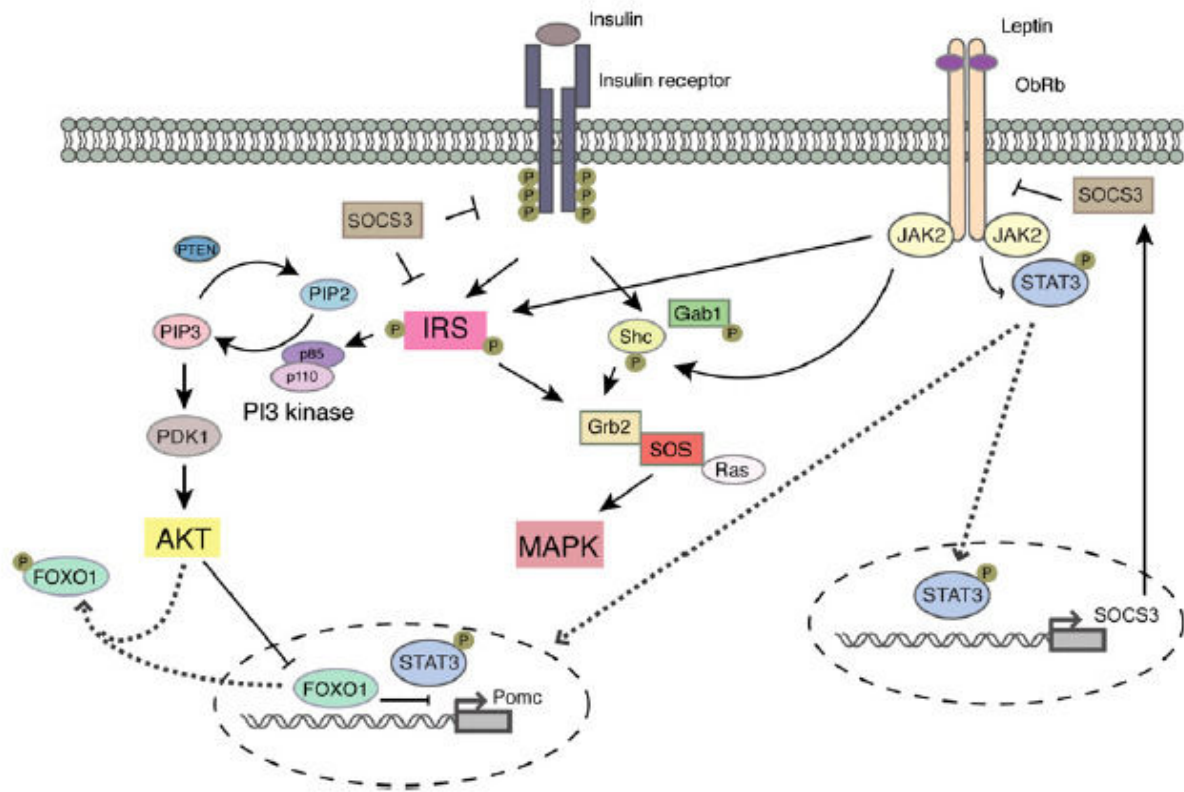 Insulin
Leptin
Insulin receptor
ObRb
P
P
P
P
P
P
SOCS3
SOCS3
JAK2
JAK2
P
STAT3
PTEN
PIP2
Gab1
P
PIP3
P
IRS
P
Shc
P
p85
p110
PI3 kinase
PDK1
Grb2
SOS
Ras
AKT
MAPK
P
FOXO1
P
STAT3
SOCS3
P
STAT3
FOXO1
Pomc